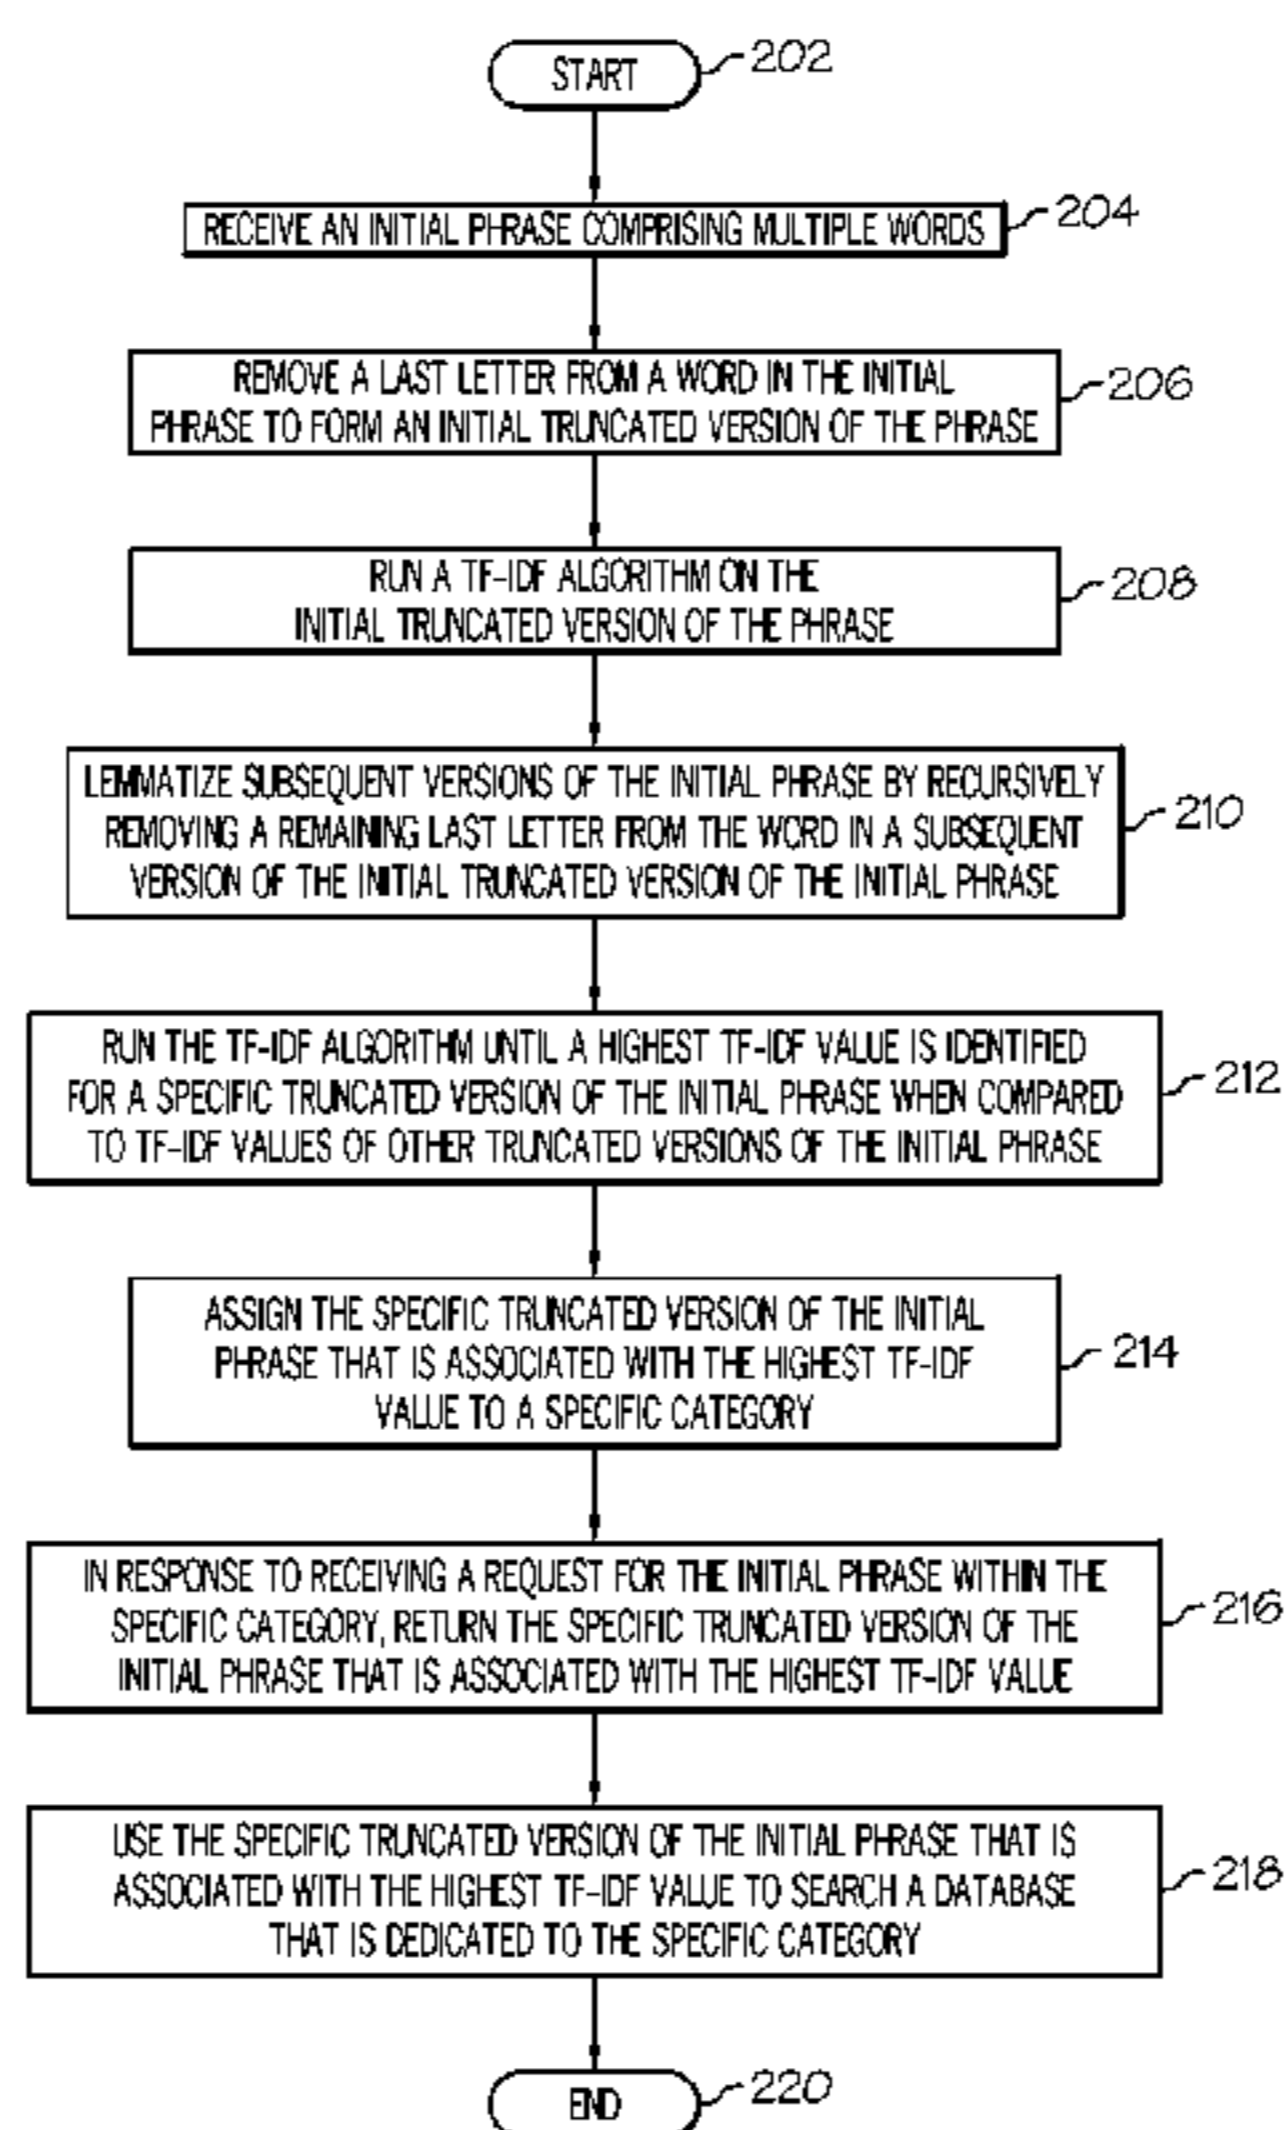 START
202
RECEIVE AN INITIAL PHRASE COMPRISING MULTIPLE WORDS
204
REMOVE A LAST LETTER FROM A WORD IN THE INITIAL
PHRASE TO FORM AN INITIAL TRUNCATED VERSION OF THE PHRASE
206
RUN A TF-IDF ALGORITHM ON THE
INITIAL TRUNCATED VERSION OF THE PHRASE
208
LEMMATIZE SUBSEQUENT VERSIONS OF THE INITIAL PHRASE BY RECURSIVELY
REMOVING A REMAINING LAST LETTER FROM THE WORD IN A SUBSEQUENT
VERSION OF THE INITIAL TRUNCATED VERSION OF THE INITIAL PHRASE
210
RUN THE TF-IDF ALGORITHM UNTIL A HIGHEST TF-IDF VALUE IS IDENTIFIED
FOR A SPECIFIC TRUNCATED VERSION OF THE INITIAL PHRASE WHEN COMPARED
TO TF-IDF VALUES OF OTHER TRUNCATED VERSIONS OF THE INITIAL PHRASE
212
ASSIGN THE SPECIFIC TRUNCATED VERSION OF THE INITIAL
PHRASE THAT IS ASSOCIATED WITH THE HIGHEST TF-IDF
VALUE TO A SPECIFIC CATEGORY
214
IN RESPONSE TO RECEIVING A REQUEST FOR THE INITIAL PHRASE WITHIN THE
SPECIFIC CATEGORY, RETURN THE SPECIFIC TRUNCATED VERSION OF THE
INITIAL PHRASE THAT IS ASSOCIATED WITH THE HIGHEST TF-IDF VALUE
216
USE THE SPECIFIC TRUNCATED VERSION OF THE INITIAL PHRASE THAT IS
ASSOCIATED WITH THE HIGHEST TF-IDF VALUE TO SEARCH A DATABASE
THAT IS DEDICATED TO THE SPECIFIC CATEGORY
218
END
220